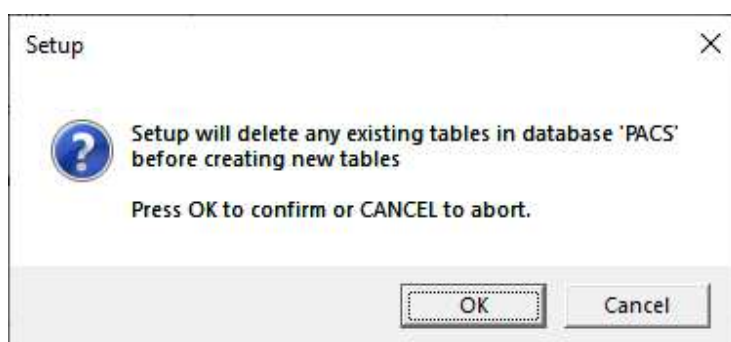 Setup
Setup will delete any existing tables in database 'PACS'
before creating new tables
Press OK to confirm or CANCEL to abort.
OK
Cancel